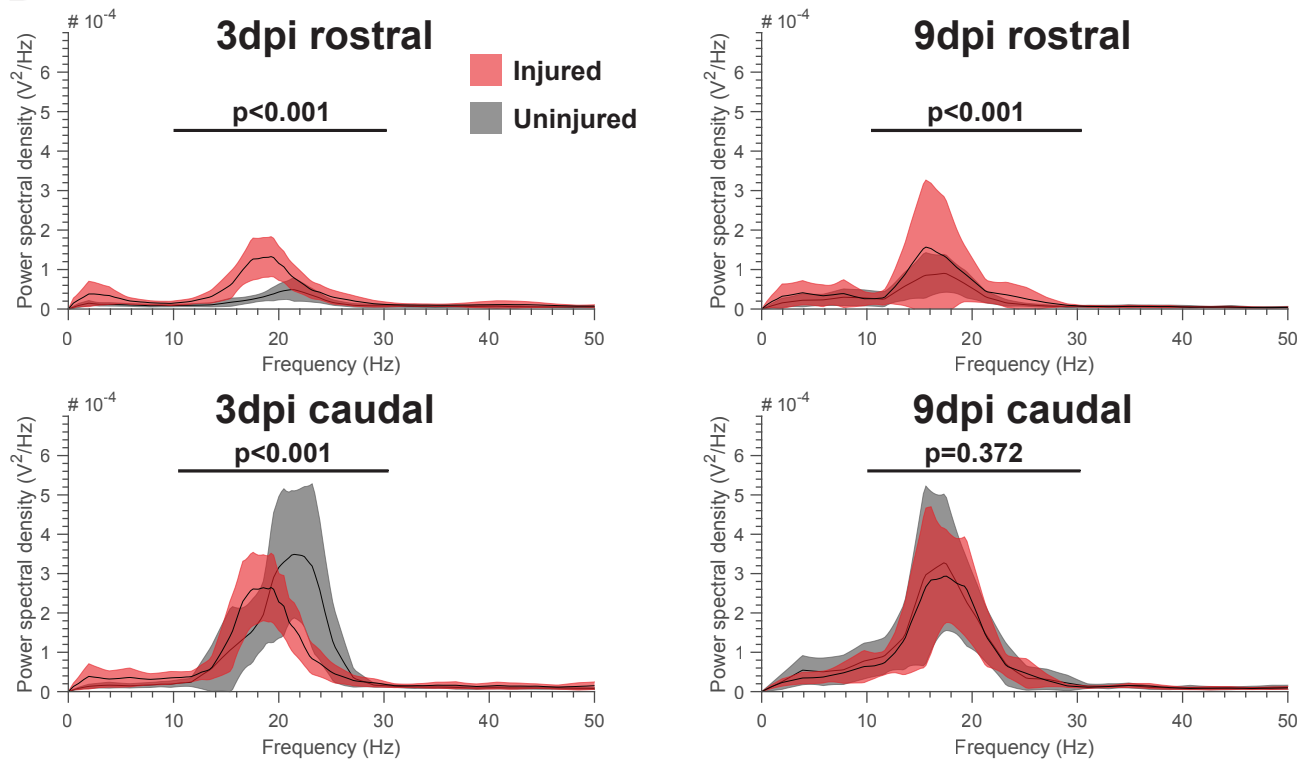 # 10-4
3dpi rostral
Injured
Uninjured
p<0.001
Power spectral density (V2/Hz)
6
5
4
3
2
1
0
0 10 20 30 40 50
Frequency (Hz)
# 10-4
9dpi rostral
p<0.001
Power spectral density (V2/Hz)
6
5
4
3
2
1
0
0 10 20 30 40 50
Frequency (Hz)
# 10-4
3dpi caudal
p<0.001
Power spectral density (V2/Hz)
6
5
4
3
2
1
0
0 10 20 30 40 50
Frequency (Hz)
# 10-4
9dpi caudal
p=0.372
Power spectral density (V2/Hz)
6
5
4
3
2
1
0
0 10 20 30 40 50
Frequency (Hz)